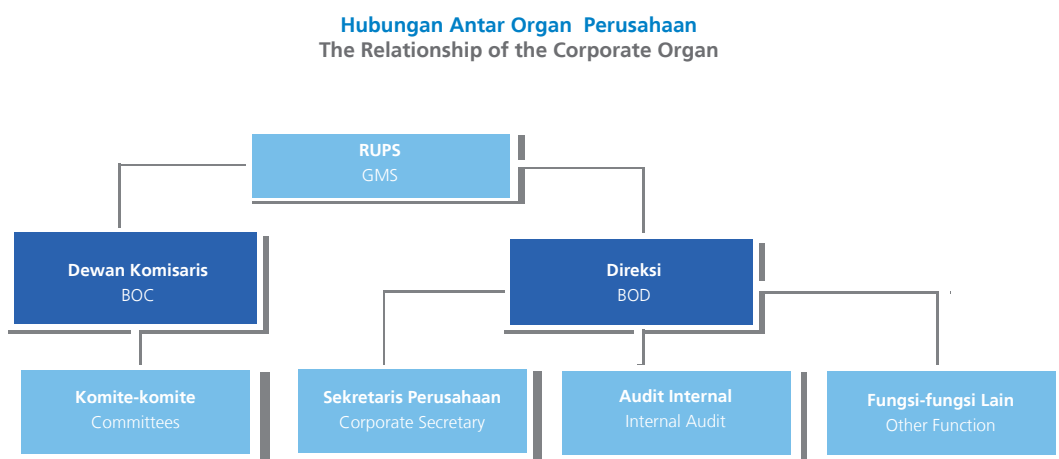 Hubungan Antar Organ Perusahaan
The Relationship of the Corporate Organ
RUPS
GMS
Dewan Komisaris
BOC
Direksi
BOD
Komite-komite
Committees
Sekretaris Perusahaan
Corporate Secretary
Audit Internal
Internal Audit
Fungsi-fungsi Lain
Other Function